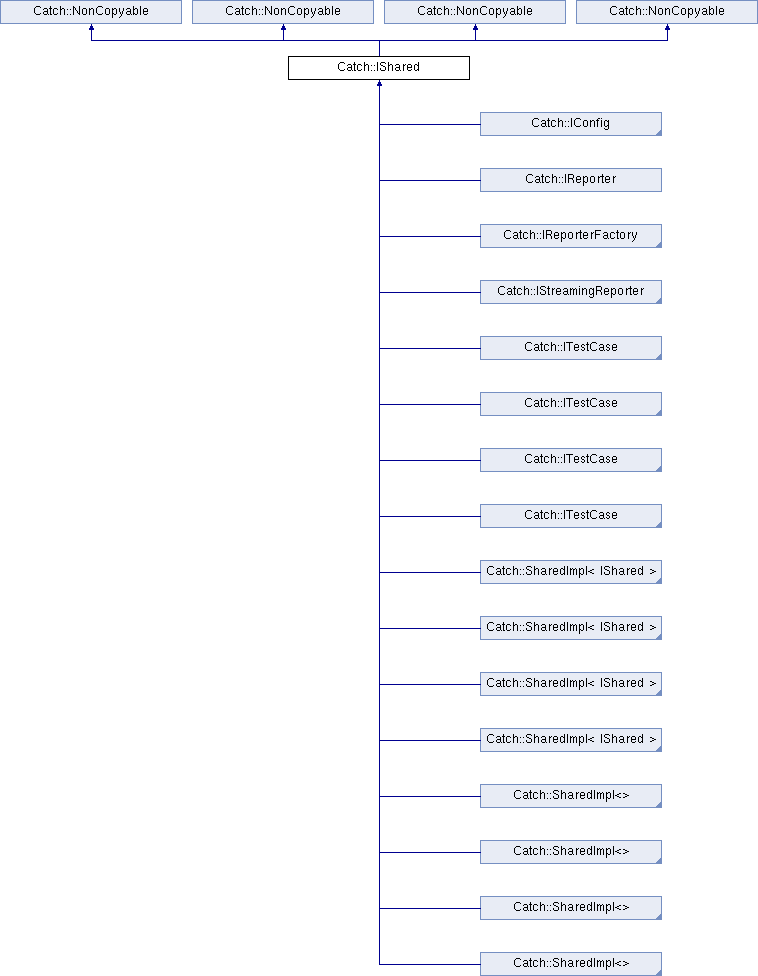 Catch::NonCopyable Catch::NonCopyable Catch::NonCopyable Catch::NonCopyable
Catch::IShared
Catch::IConfig
Catch::IReporter
Catch::IReporterFactory
Catch::IStreamingReporter
Catch::ITestCase
Catch::ITestCase
Catch::ITestCase
Catch::ITestCase
Catch::SharedImpl< IShared >
Catch::SharedImpl< IShared >
Catch::SharedImpl< IShared >
Catch::SharedImpl< IShared >
Catch::SharedImpl<>
Catch::SharedImpl<>
Catch::SharedImpl<>
Catch::SharedImpl<>